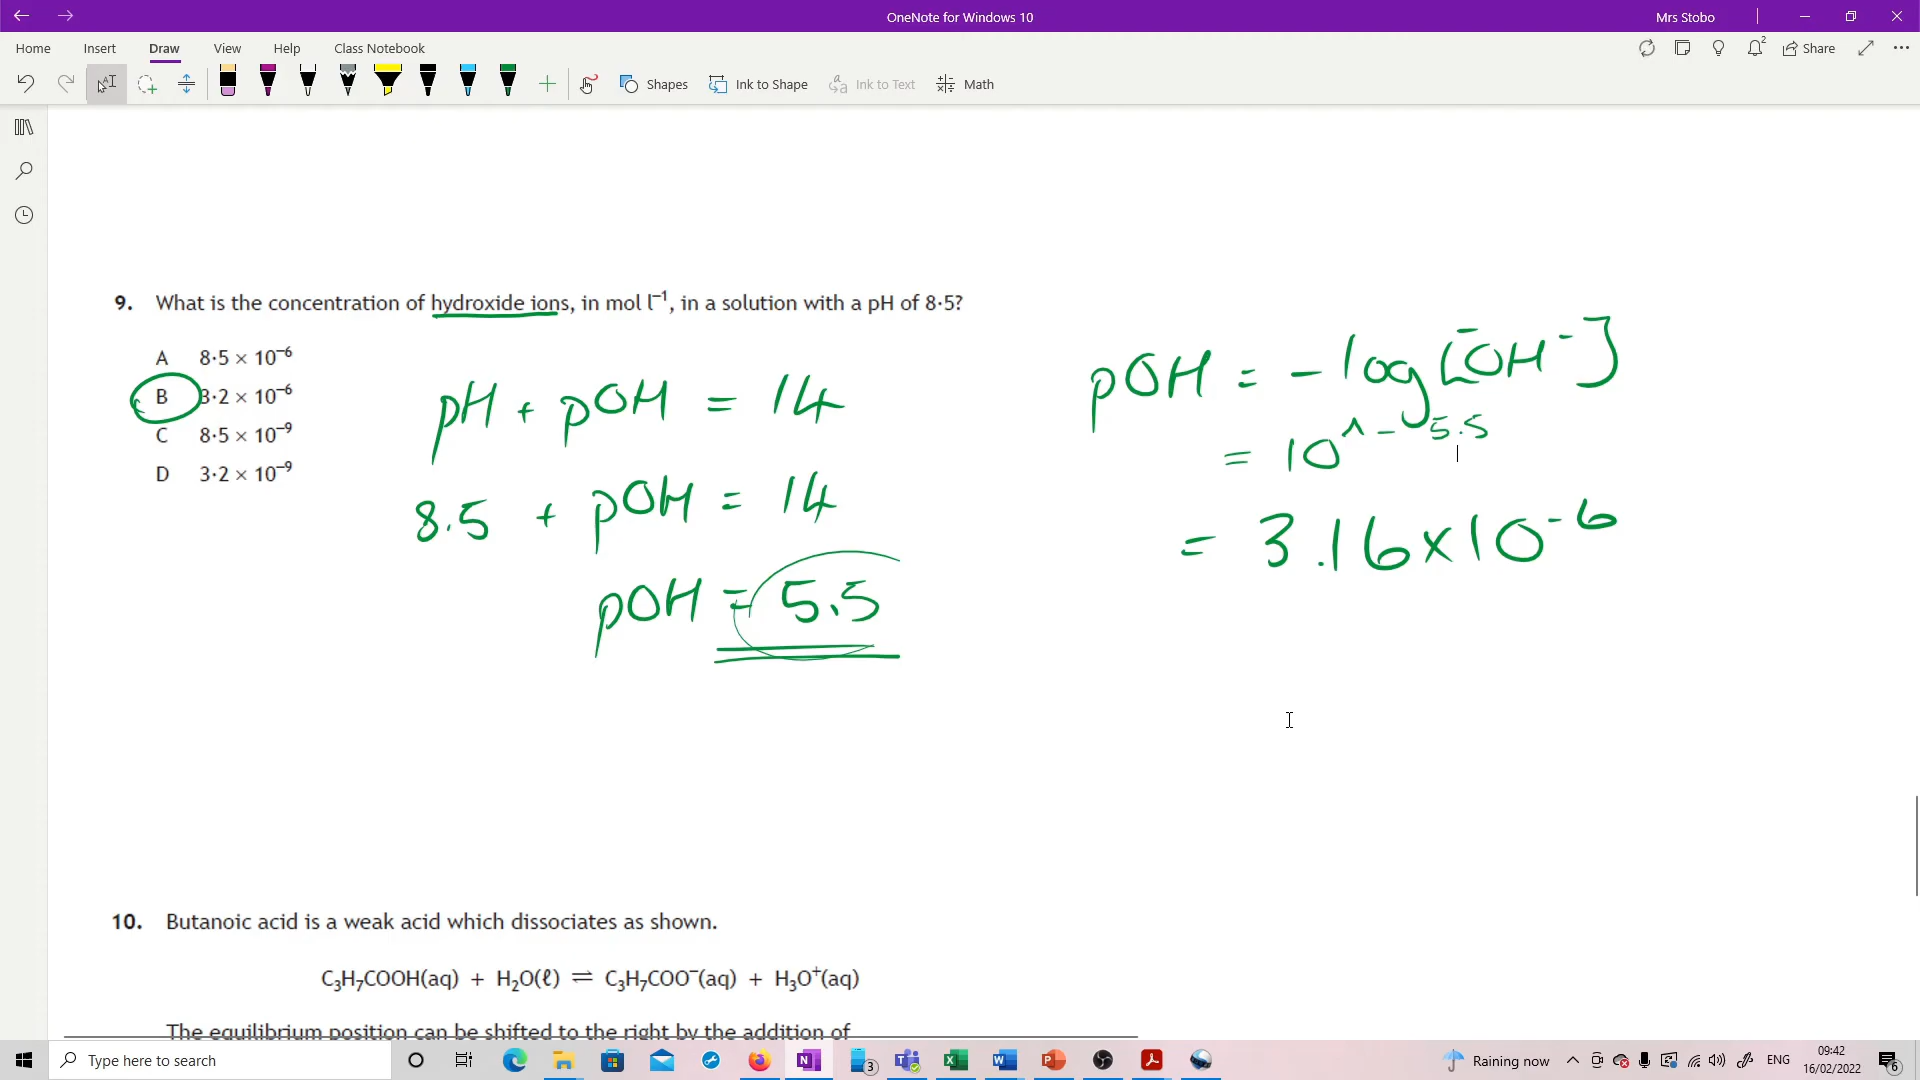 OneNote for Windows 10
Mrs Stobo
Home Insert Draw View Help Class Notebook
2
Share
Shapes Ink to Shape Ink to Text Math
9. What is the concentration of hydroxide ions, in mol l⁻¹, in a solution with a pH of 8·5?
A 8·5 × 10⁻⁶
B 3·2 × 10⁻⁶
C 8·5 × 10⁻⁹
D 3·2 × 10⁻⁹
pH + pOH = 14
8.5 + pOH = 14
pOH = 5.5
pOH = - log [OH⁻]
= 10^-5.5
= 3.16 x 10⁻⁶
10. Butanoic acid is a weak acid which dissociates as shown.
C₃H₇COOH(aq) + H₂O(ℓ) ⇌ C₃H₇COO⁻(aq) + H₃O⁺(aq)
The equilibrium position can be shifted to the right by the addition of
Type here to search
3
Raining now
ENG
09:42
16/02/2022
6